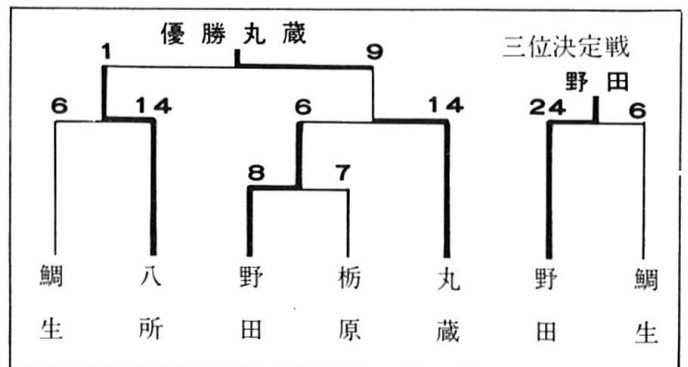 優勝丸蔵
1 9
6 14 6 14
8 7
鯛生 八所 野田 栃原 丸蔵
三位決定戦
野田
24 6
野田 鯛生